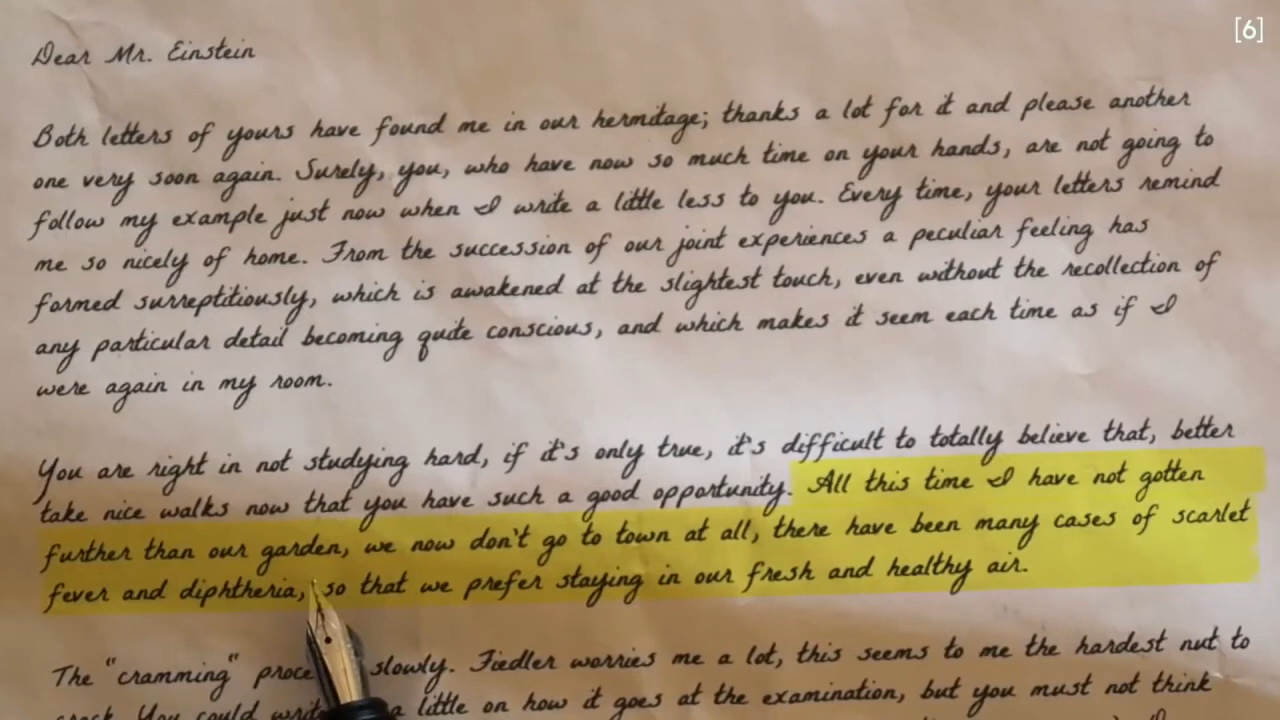 [6]
Dear Mr. Einstein
Both letters of yours have found me in our hermitage; thanks a lot for it and please another
one very soon again. Surely, you, who have now so much time on your hands, are not going to
follow my example just now when I write a little less to you. Every time, your letters remind
me so nicely of home. From the succession of our joint experiences a peculiar feeling has
formed surreptitiously, which is awakened at the slightest touch, even without the recollection of
any particular detail becoming quite conscious, and which makes it seem each time as if I
were again in my room.
You are right in not studying hard, if it's only true, it's difficult to totally believe that, better
take nice walks now that you have such a good opportunity. All this time I have not gotten
further than our garden, we now don't go to town at all, there have been many cases of scarlet
fever and diphtheria, so that we prefer staying in our fresh and healthy air.
The "cramming" slowly. Fiedler worries me a lot, this seems to me the hardest nut to
You could a little on how it goes at the examination, but you must not think